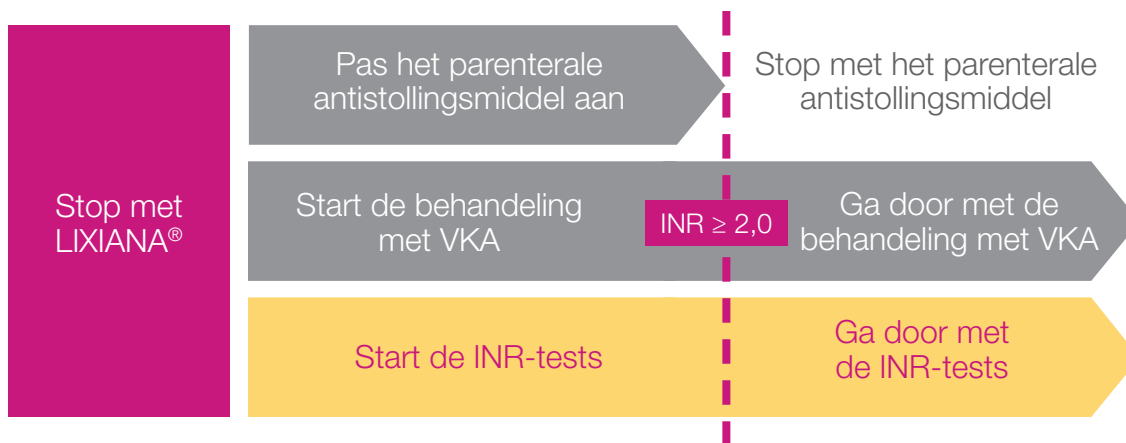 Pas het parenterale
antistollingsmiddel aan
Stop met het parenterale
antistollingsmiddel
Stop met
LIXIANA®
Start de behandeling
met VKA
INR ≥ 2,0
Ga door met de
behandeling met VKA
Start de INR-tests
Ga door met
de INR-tests